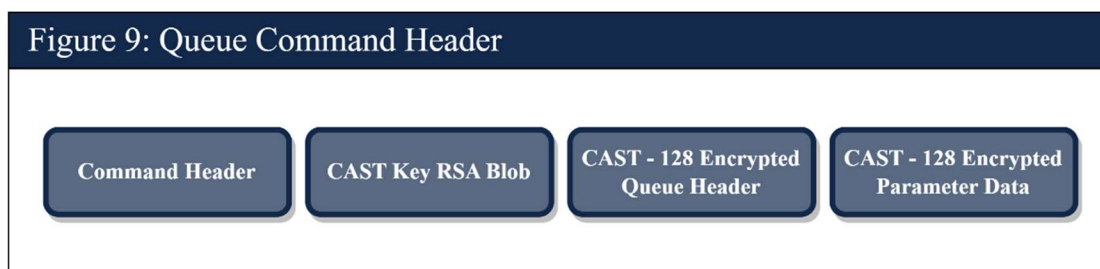 Figure 9: Queue Command Header
Command Header
CAST Key RSA Blob
CAST - 128 Encrypted
Queue Header
CAST - 128 Encrypted
Parameter Data